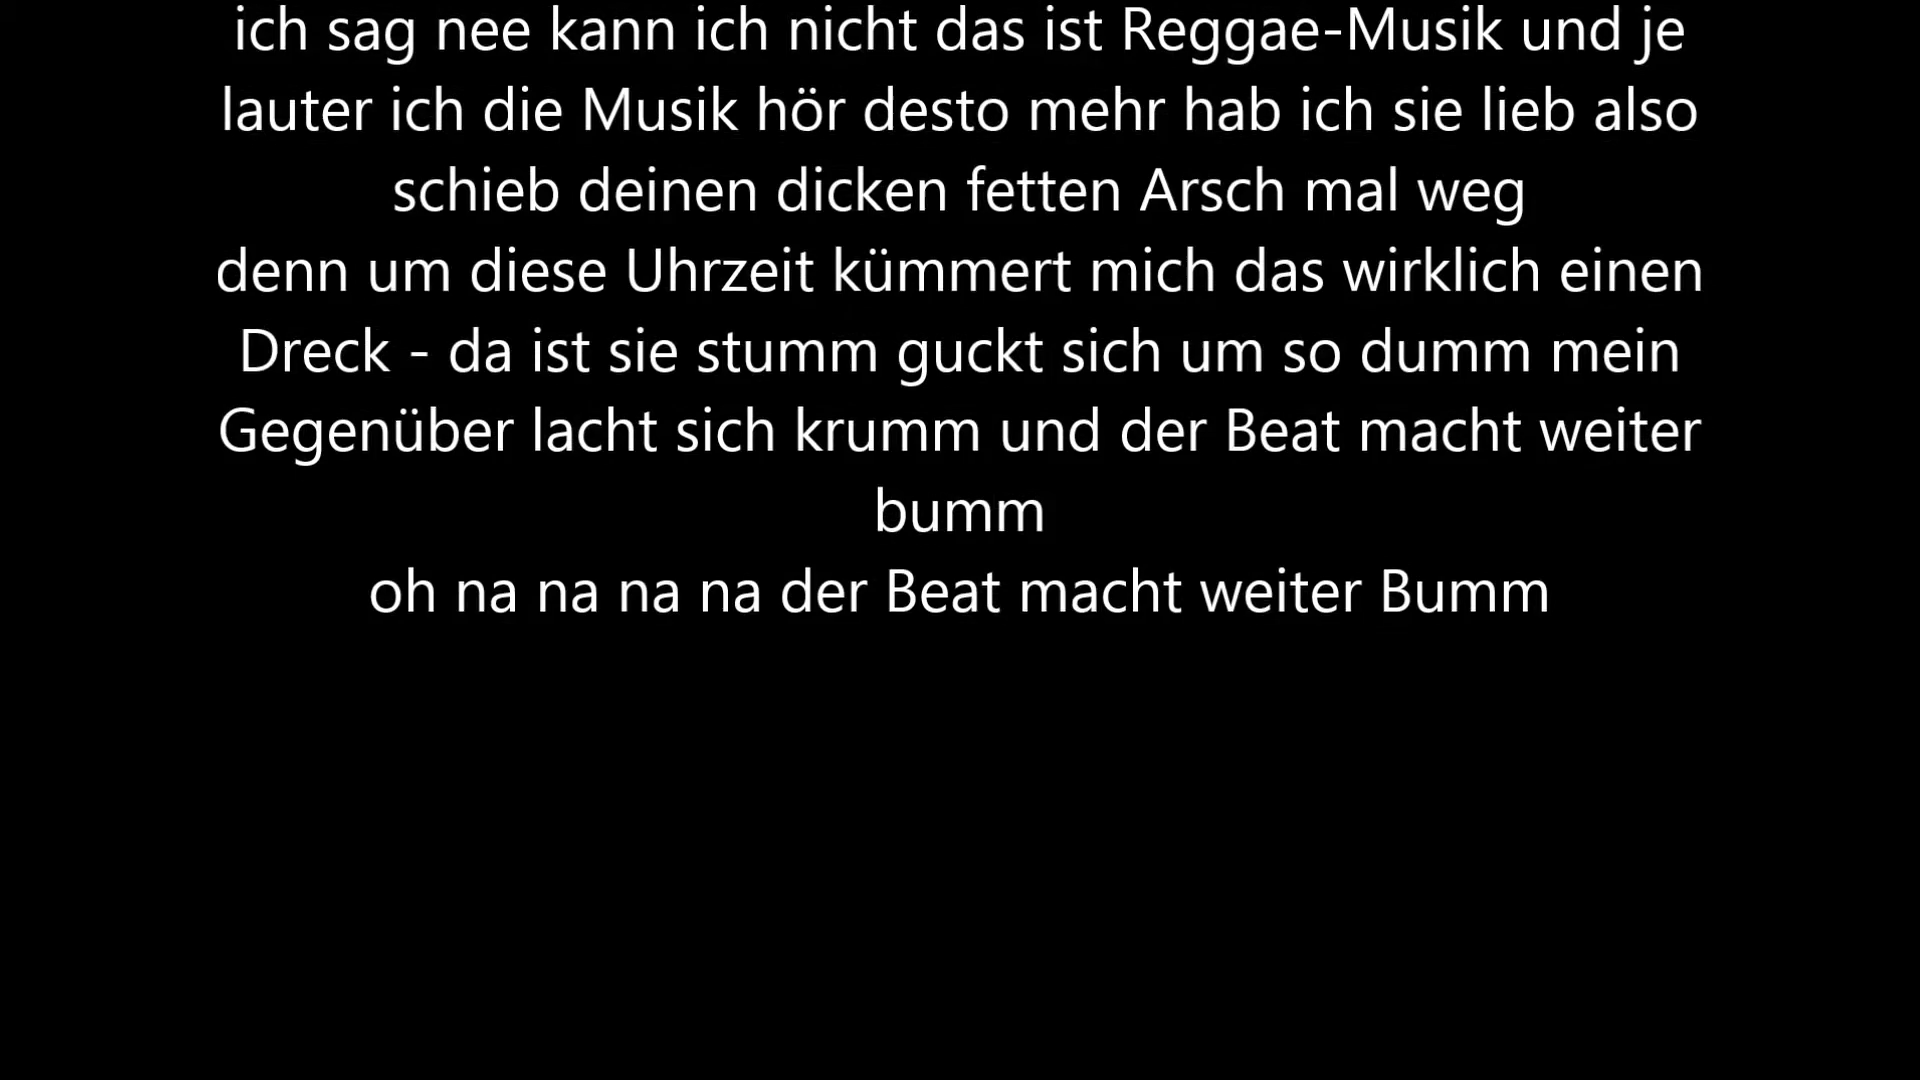 ich sag nee kann ich nicht das ist Reggae-Musik und je
lauter ich die Musik hör desto mehr hab ich sie lieb also
schieb deinen dicken fetten Arsch mal weg
denn um diese Uhrzeit kümmert mich das wirklich einen
Dreck - da ist sie stumm guckt sich um so dumm mein
Gegenüber lacht sich krumm und der Beat macht weiter
bumm
oh na na na na der Beat macht weiter Bumm